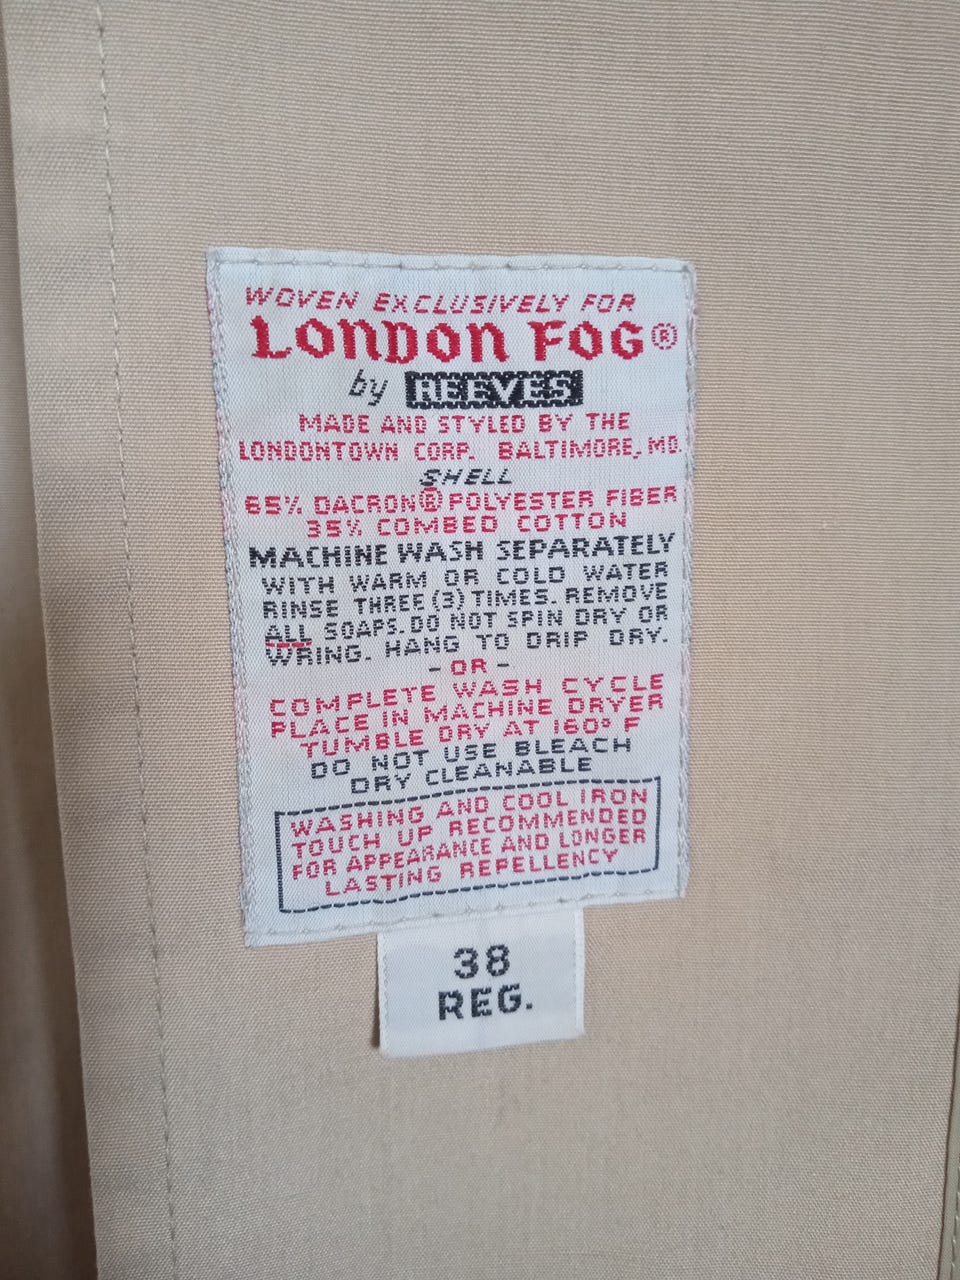 WOVEN EXCLUSIVELY FOR
LONDON FOG®
by REEVES
MADE AND STYLED BY THE
LONDONTOWN CORP. BALTIMORE, MD.
SHELL
65% DACRON® POLYESTER FIBER
35% COMBED COTTON
MACHINE WASH SEPARATELY
WITH WARM OR COLD WATER
RINSE THREE (3) TIMES. REMOVE
ALL SOAPS. DO NOT SPIN DRY OR
WRING. HANG TO DRIP DRY.
- OR -
COMPLETE WASH CYCLE
PLACE IN MACHINE DRYER
TUMBLE DRY AT 160° F
DO NOT USE BLEACH
DRY CLEANABLE
WASHING AND COOL IRON
TOUCH UP RECOMMENDED
FOR APPEARANCE AND LONGER
LASTING REPELLENCY
38
REG.